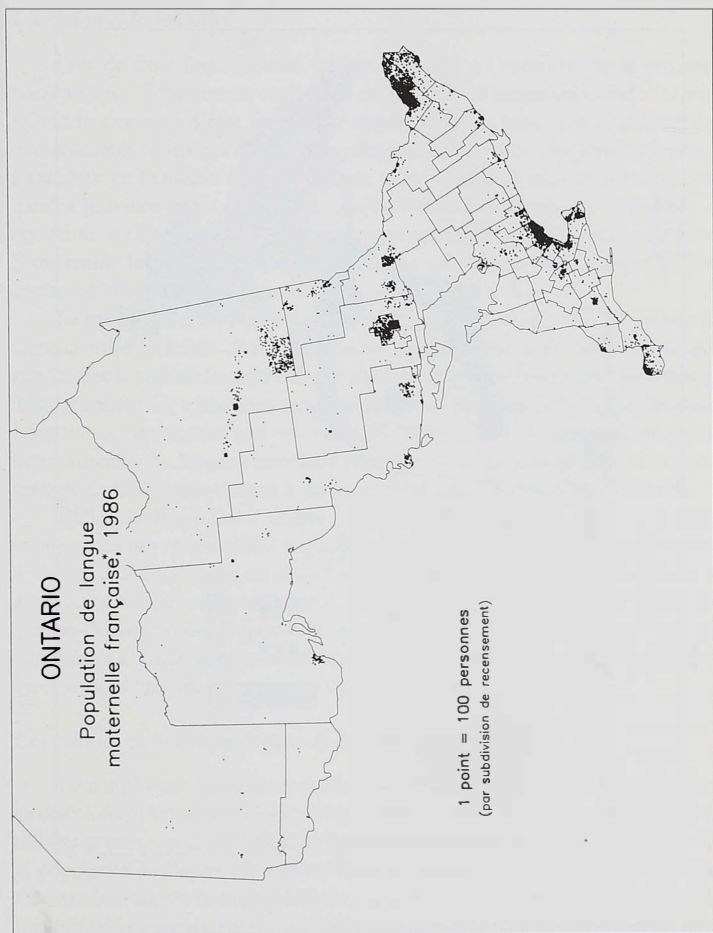 ONTARIO
Population de langue
maternelle française*, 1986
1 point = 100 personnes
(par subdivision de recensement)